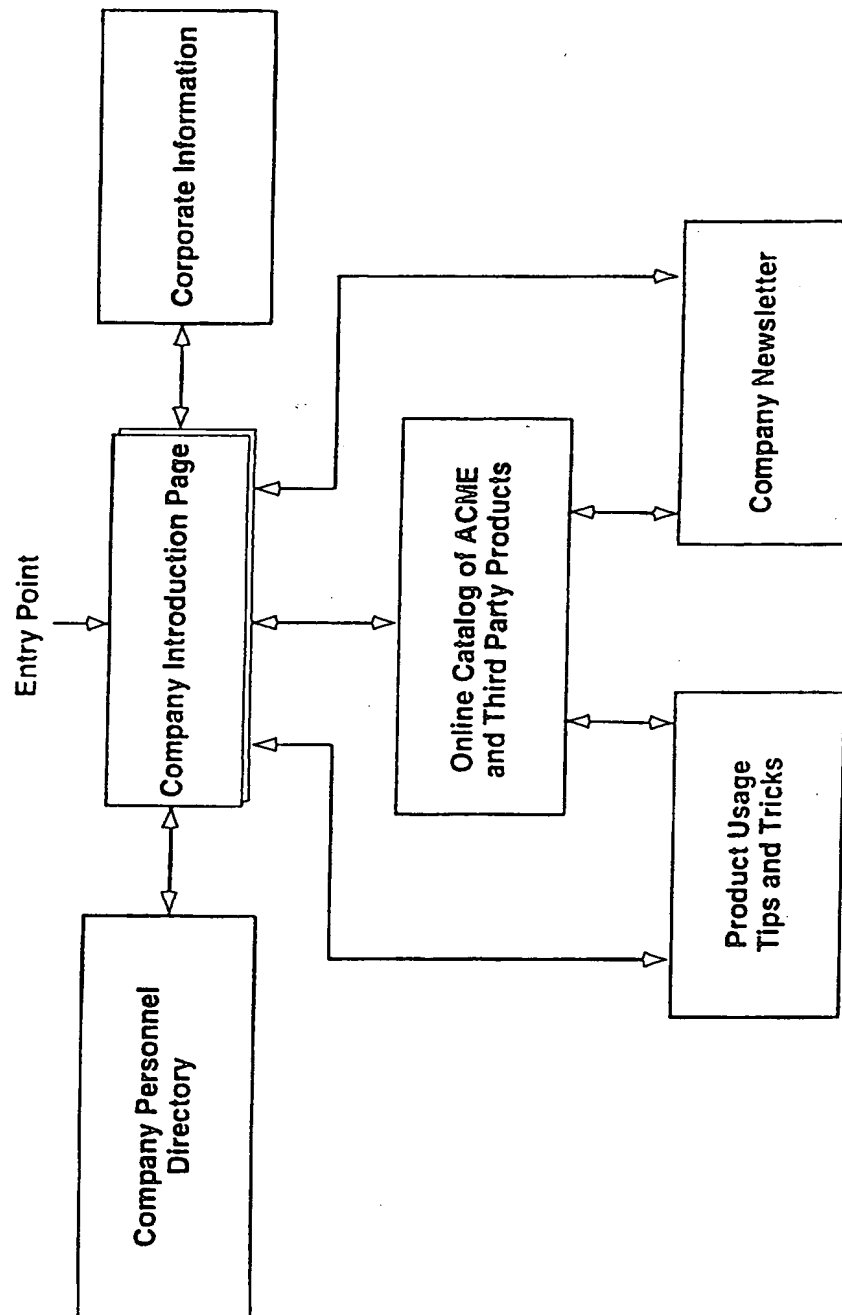 Entry Point
Company Personnel
Directory
Company Introduction Page
Corporate Information
Online Catalog of ACME
and Third Party Products
Product Usage
Tips and Tricks
Company Newsletter